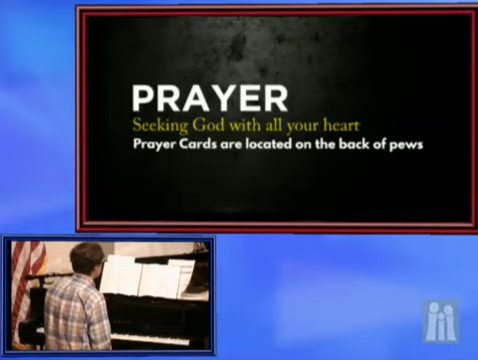 PRAYER
Seeking God with all your heart
Prayer Cards are located on the back of pews